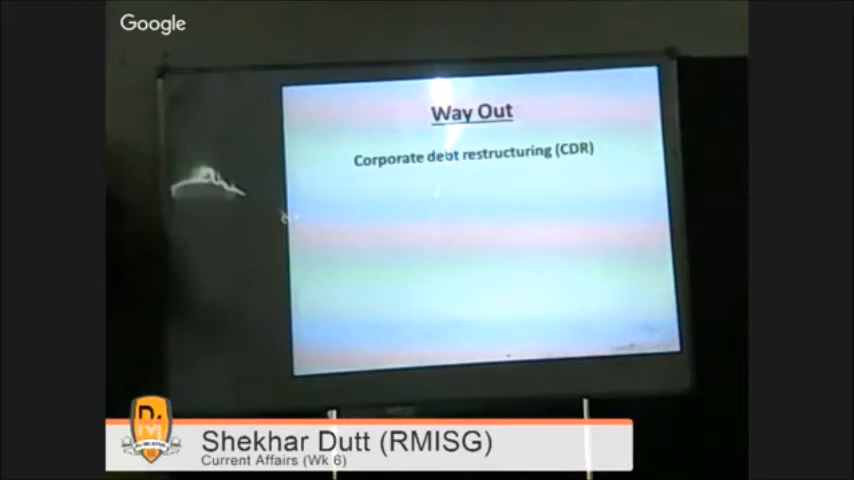 Google
Way Out
Corporate debt restructuring (CDR)
Shekhar Dutt (RMISG)
Current Affairs (Wk 6)